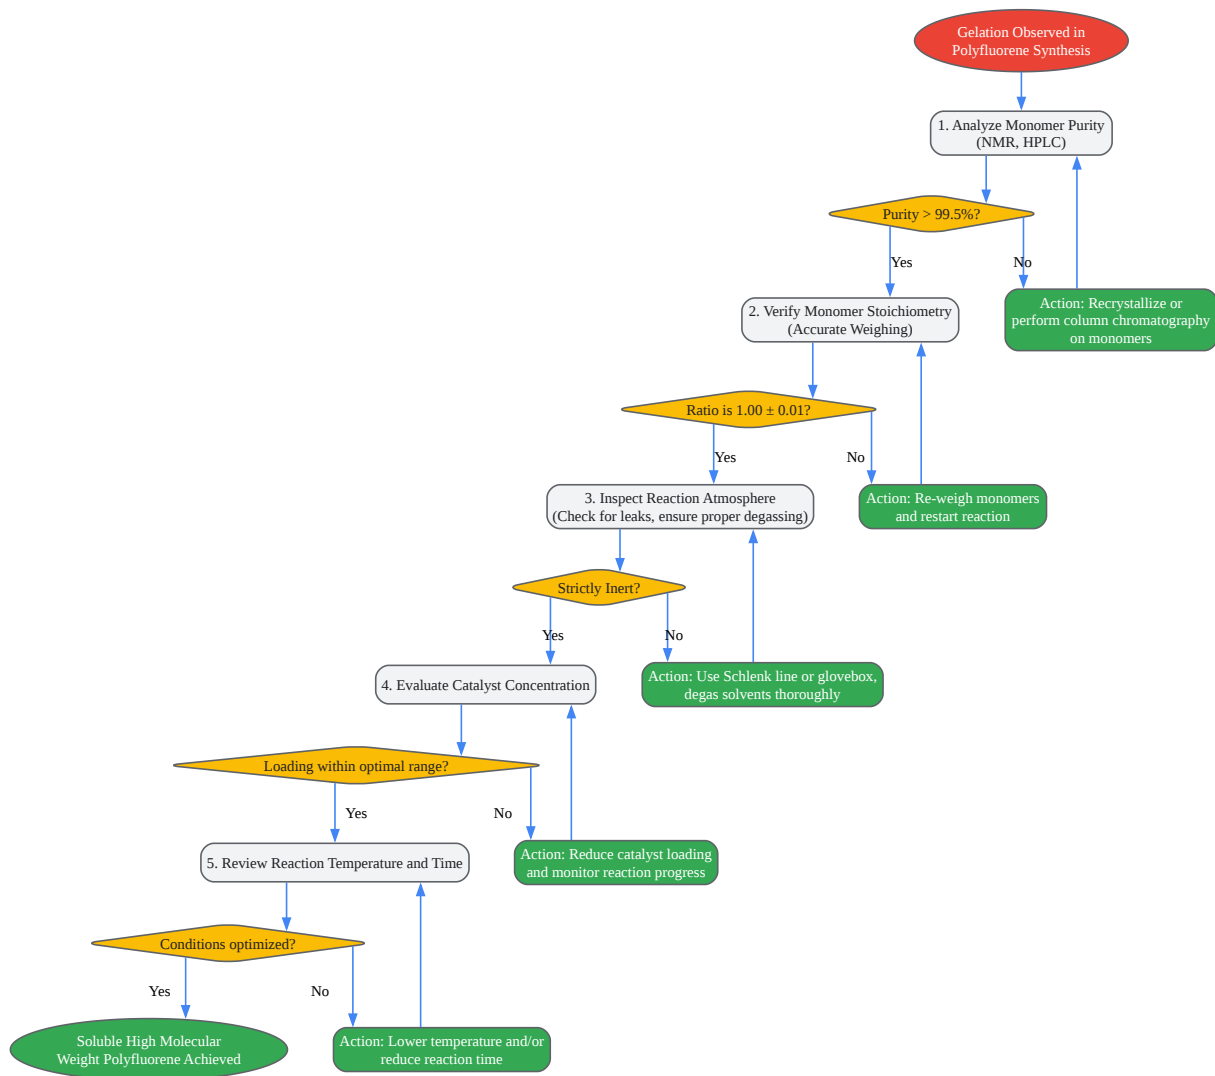 Gelation Observed in
Polyfluorene Synthesis
1. Analyze Monomer Purity
(NMR, HPLC)
Purity > 99.5%?
Yes
No
Action: Recrystallize or
perform column chromatography
on monomers
2. Verify Monomer Stoichiometry
(Accurate Weighing)
Ratio is 1.00 ± 0.01?
Yes
No
Action: Re-weigh monomers
and restart reaction
3. Inspect Reaction Atmosphere
(Check for leaks, ensure proper degassing)
Strictly Inert?
Yes
No
Action: Use Schlenk line or glovebox,
degas solvents thoroughly
4. Evaluate Catalyst Concentration
Loading within optimal range?
Yes
No
Action: Reduce catalyst loading
and monitor reaction progress
5. Review Reaction Temperature and Time
Conditions optimized?
Yes
No
Action: Lower temperature and/or
reduce reaction time
Soluble High Molecular
Weight Polyfluorene Achieved